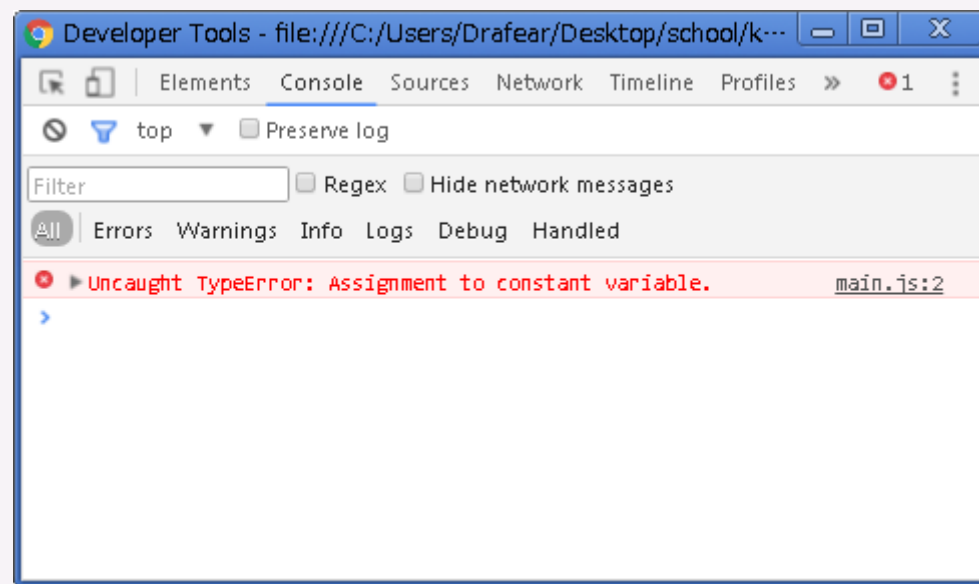 Developer Tools - file:///C:/Users/Drafear/Desktop/school/k…
Elements Console Sources Network Timeline Profiles » 1
top ▼ Preserve log
Filter Regex Hide network messages
All Errors Warnings Info Logs Debug Handled
Uncaught TypeError: Assignment to constant variable. main.js:2
>